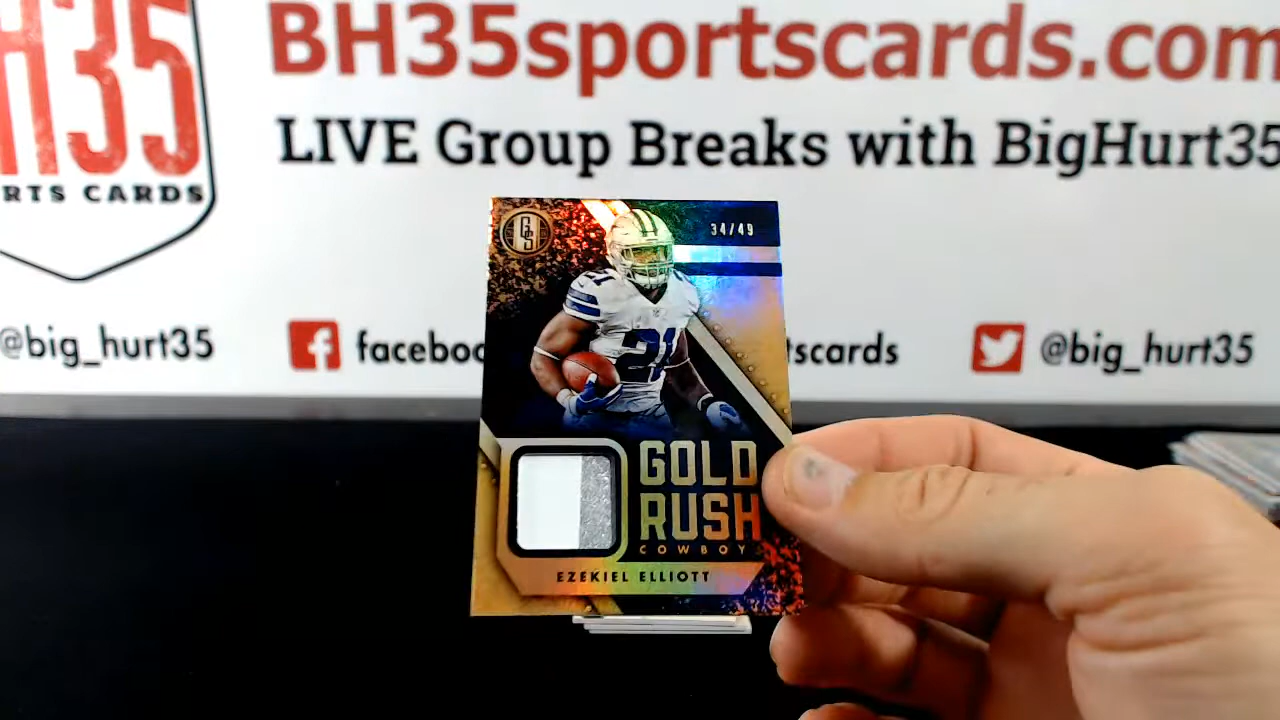 H35
RTS CARDS
BH35sportscards.com
LIVE Group Breaks with BigHurt35
@big_hurt35
faceboo
tscards
@big_hurt35
GS
34/49
21
21
GOLD
RUSH
COWBOY
EZEKIEL ELLIOTT